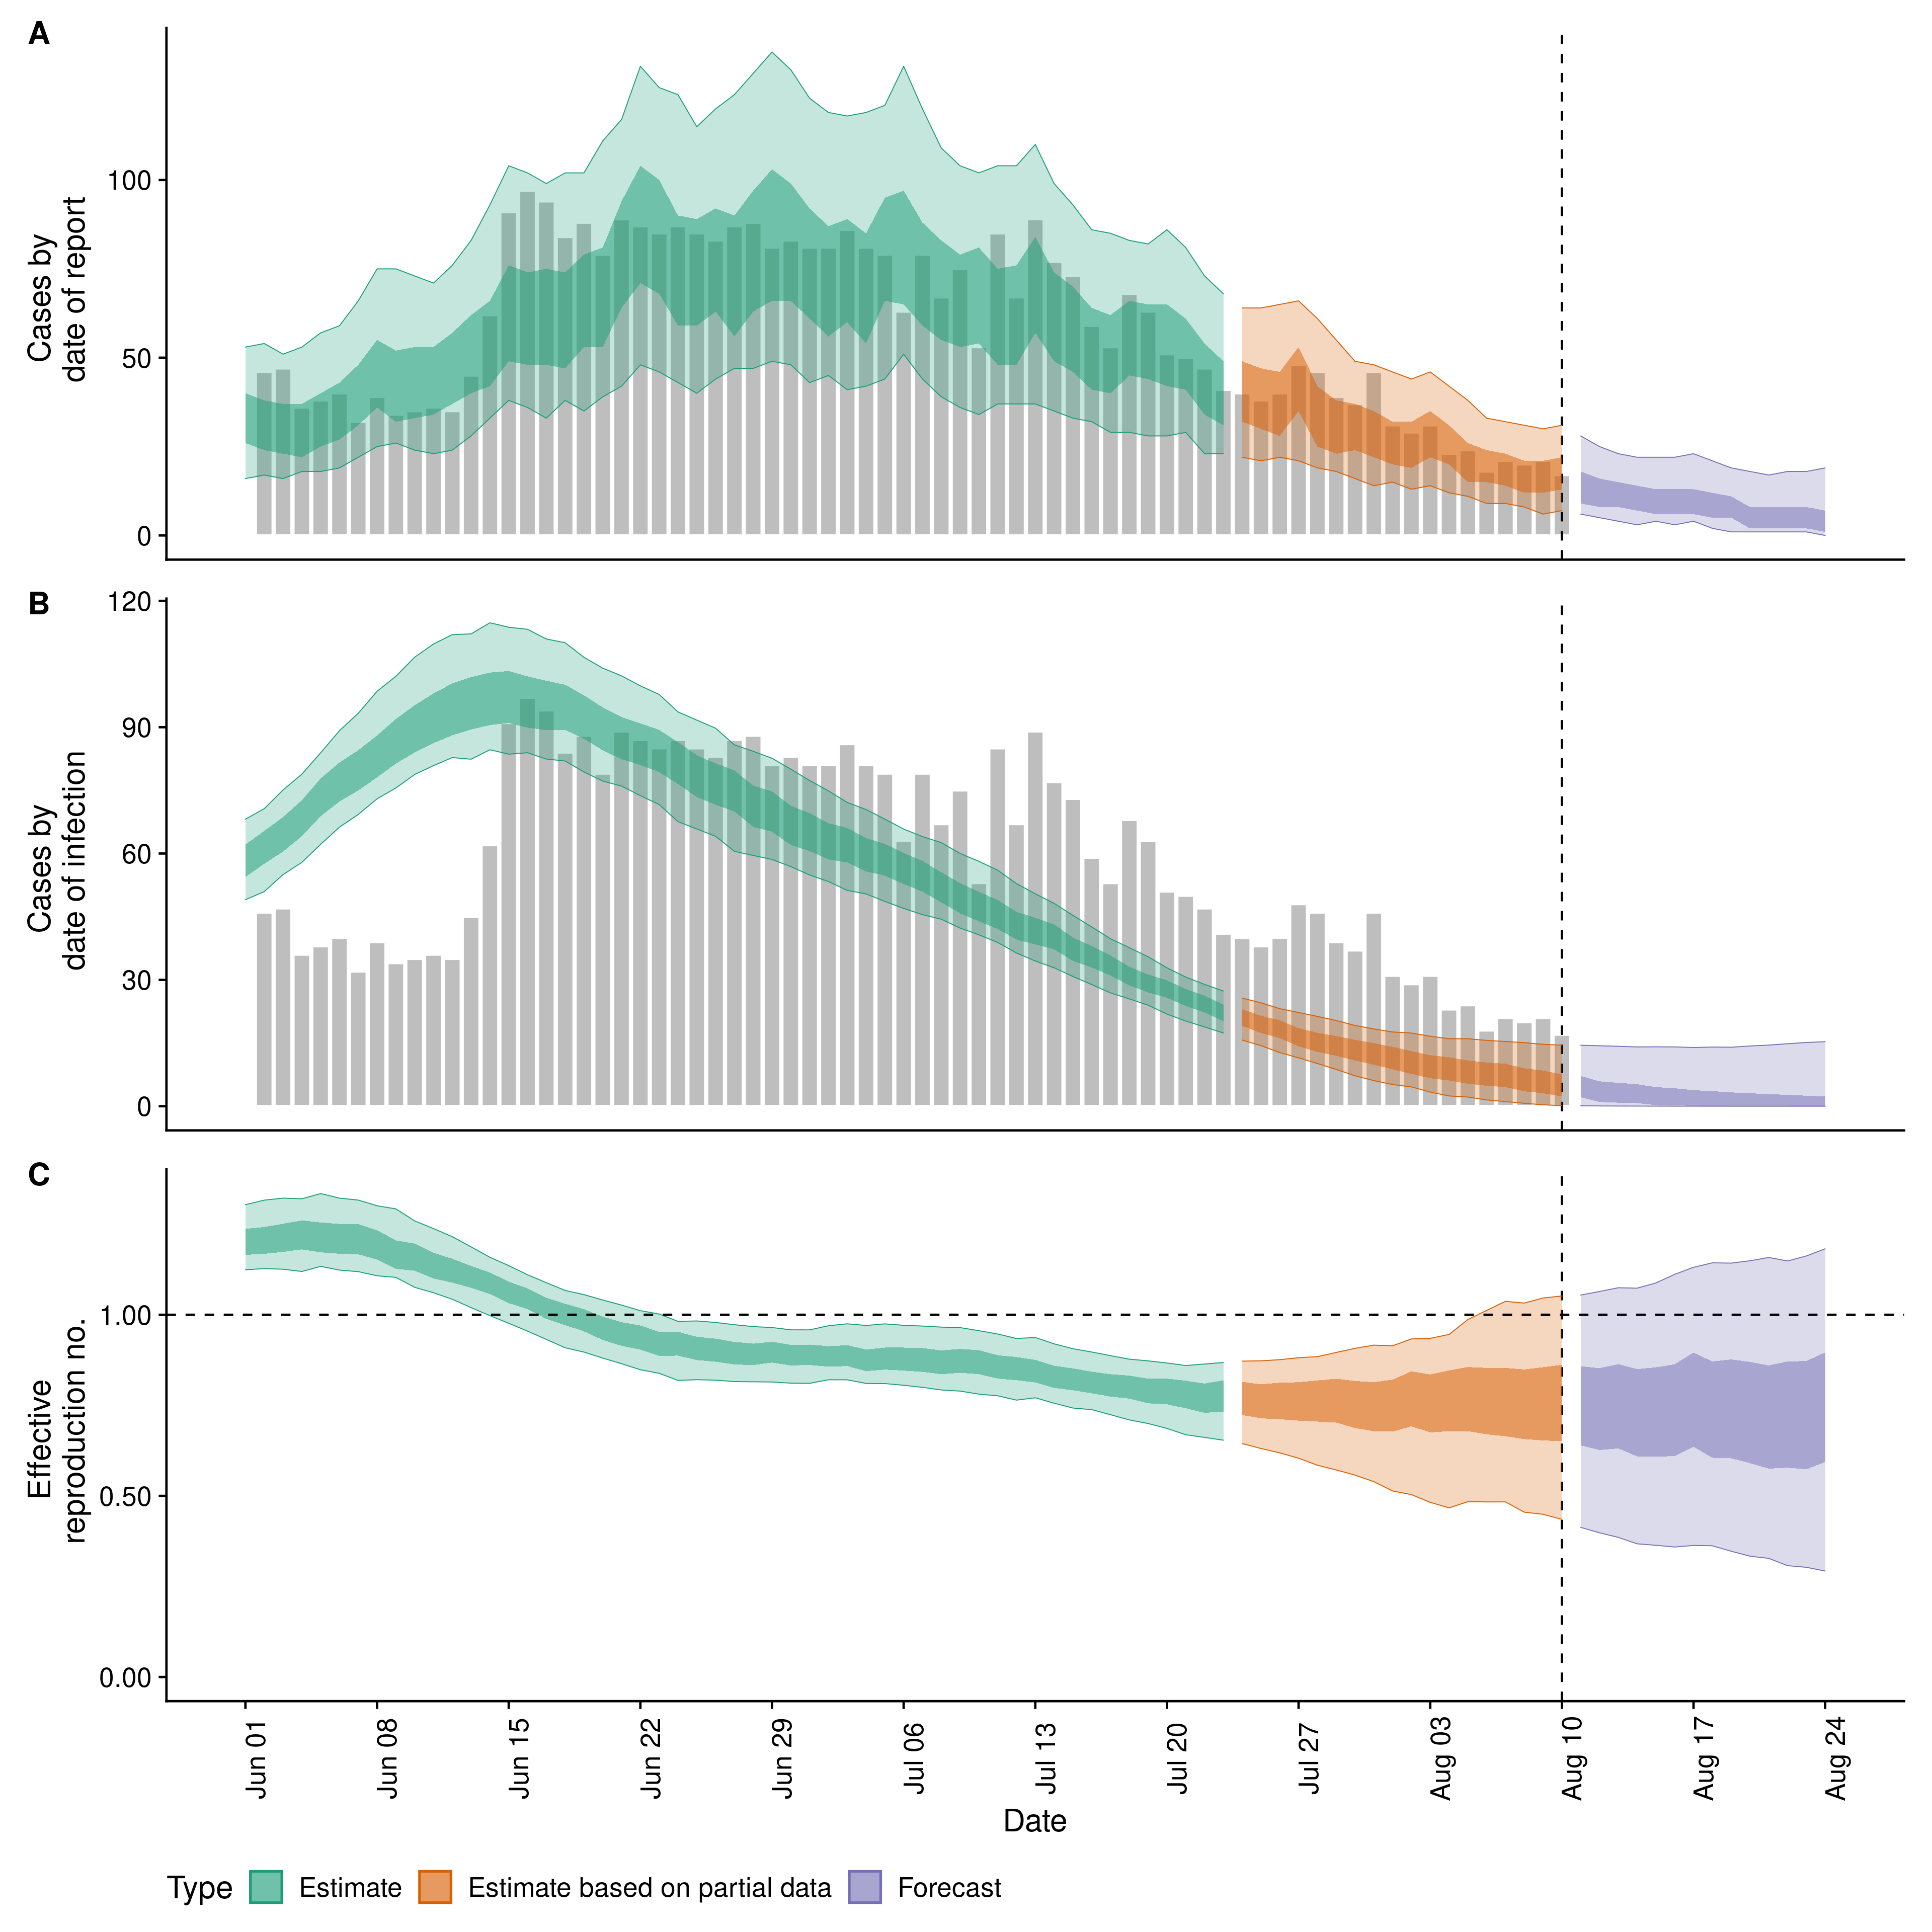 A
Cases by
date of report
100
50
0
B
Cases by
date of infection
120
90
60
30
0
C
Effective
reproduction no.
1.00
0.50
0.00
Jun 01
Jun 08
Jun 15
Jun 22
Jun 29
Jul 06
Jul 13
Jul 20
Jul 27
Aug 03
Aug 10
Aug 17
Aug 24
Date
Type Estimate Estimate based on partial data Forecast